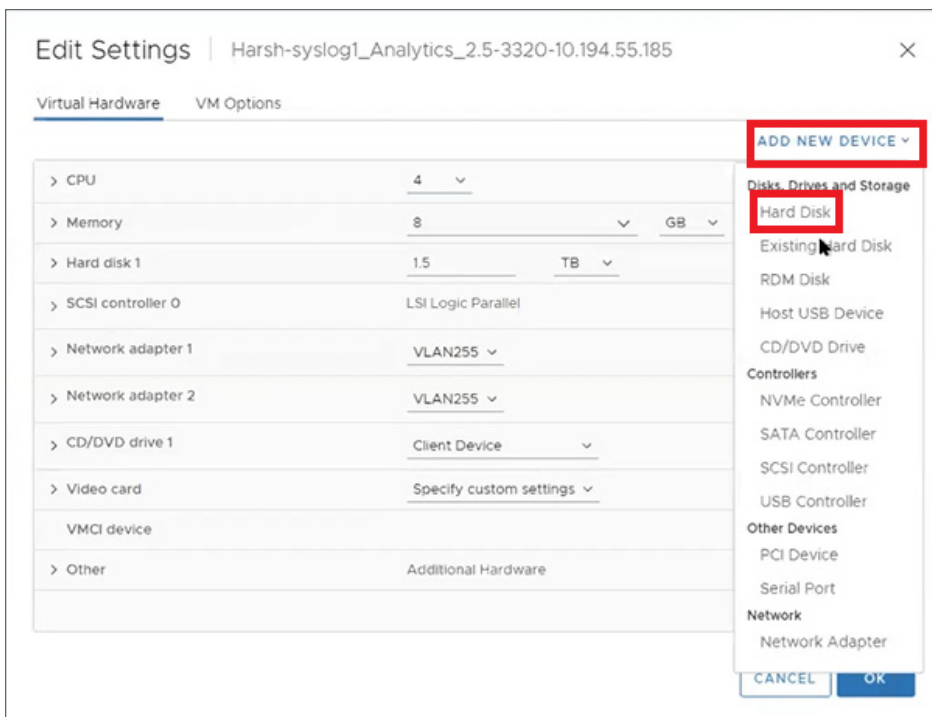 Edit Settings Harsh-syslog1_Analytics_2.5-3320-10.194.55.185
Virtual Hardware VM Options
ADD NEW DEVICE
CPU 4
Memory 8 GB
Hard disk 1 1.5 TB
SCSI controller 0 LSI Logic Parallel
Network adapter 1 VLAN255
Network adapter 2 VLAN255
CD/DVD drive 1 Client Device
Video card Specify custom settings
VMCI device
Other Additional Hardware
Disks, Drives and Storage
Hard Disk
Existing Hard Disk
RDM Disk
Host USB Device
CD/DVD Drive
Controllers
NVMe Controller
SATA Controller
SCSI Controller
USB Controller
Other Devices
PCI Device
Serial Port
Network
Network Adapter
CANCEL OK